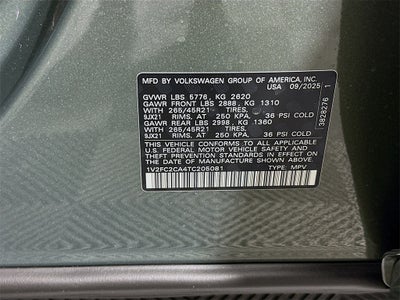 MFD BY VOLKSWAGEN GROUP OF AMERICA, INC.
USA 09/2025
GVWR LBS 5776, KG 2620
GAWR FRONT LBS 2888, KG 1310
WITH 265/45R21 TIRES,
9JX21 RIMS, AT 250 KPA, 36 PSI COLD
GAWR REAR LBS 2998, KG 1360
WITH 265/45R21 TIRES,
9JX21 RIMS, AT 250 KPA, 36 PSI COLD
THIS VEHICLE CONFORMS TO ALL APPLICABLE
U.S. FEDERAL MOTOR VEHICLE SAFETY STANDARDS
IN EFFECT ON THE DATE OF MANUFACTURE SHOWN
ABOVE.
1V2FC2CA4TC205081 TYPE: MPV
3828276 1